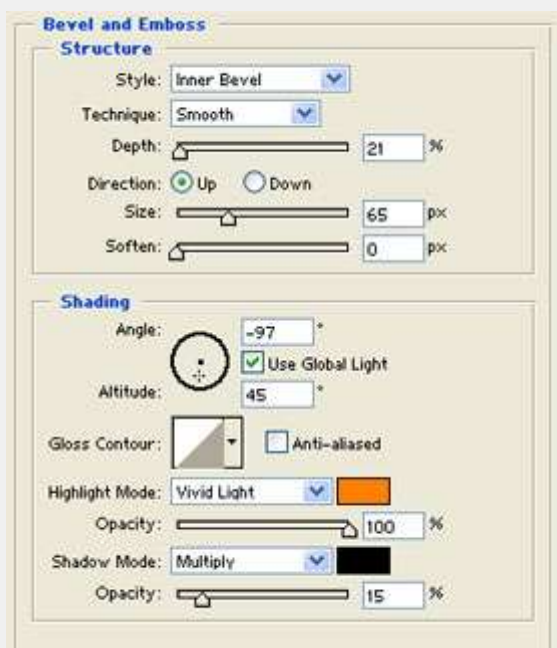 Bevel and Emboss
Structure
Style: Inner Bevel
Technique: Smooth
Depth: 21 %
Direction: Up Down
Size: 65 px
Soften: 0 px
Shading
Angle: -97 °
Use Global Light
Altitude: 45 °
Gloss Contour: Anti-aliased
Highlight Mode: Vivid Light
Opacity: 100 %
Shadow Mode: Multiply
Opacity: 15 %